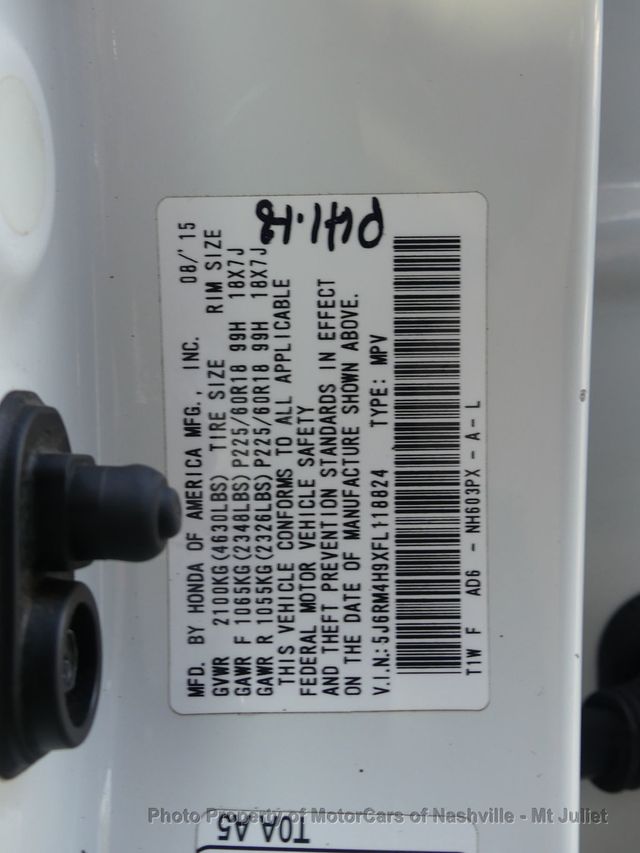 MFD. BY HONDA OF AMERICA MFG., INC. 08/'15
GVWR 2100KG(4630LBS) TIRE SIZE RIM SIZE
GAWR F 1065KG(2348LBS) P225/60R18 99H 18X7J
GAWR R 1055KG(2326LBS) P225/60R18 99H 18X7J
THIS VEHICLE CONFORMS TO ALL APPLICABLE
FEDERAL MOTOR VEHICLE SAFETY
AND THEFT PREVENTION STANDARDS IN EFFECT
ON THE DATE OF MANUFACTURE SHOWN ABOVE.
V.I.N.:5J6RM4H9XFL118824 TYPE: MPV
T1W F AD6 - NH603PX - A - L
TOA A5
Photo Property of MotorCars of Nashville - Mt Juliet